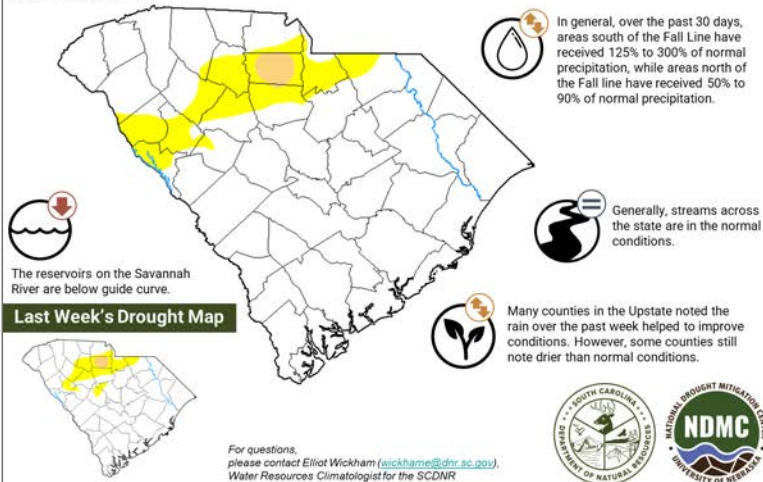 In general, over the past 30 days,
areas south of the Fall Line have
received 125% to 300% of normal
precipitation, while areas north of
the Fall line have received 50% to
90% of normal precipitation.
Generally, streams across
the state are in the normal
conditions.
The reservoirs on the Savannah
River are below guide curve.
Last Week's Drought Map
Many counties in the Upstate noted the
rain over the past week helped to improve
conditions. However, some counties still
note drier than normal conditions.
For questions,
please contact Elliot Wickham (wickhame@dnr.sc.gov),
Water Resources Climatologist for the SCDNR
SOUTH CAROLINA
DEPARTMENT OF NATURAL RESOURCES
NATIONAL DROUGHT MITIGATION
NDMC
UNIVERSITY OF NEBRASKA